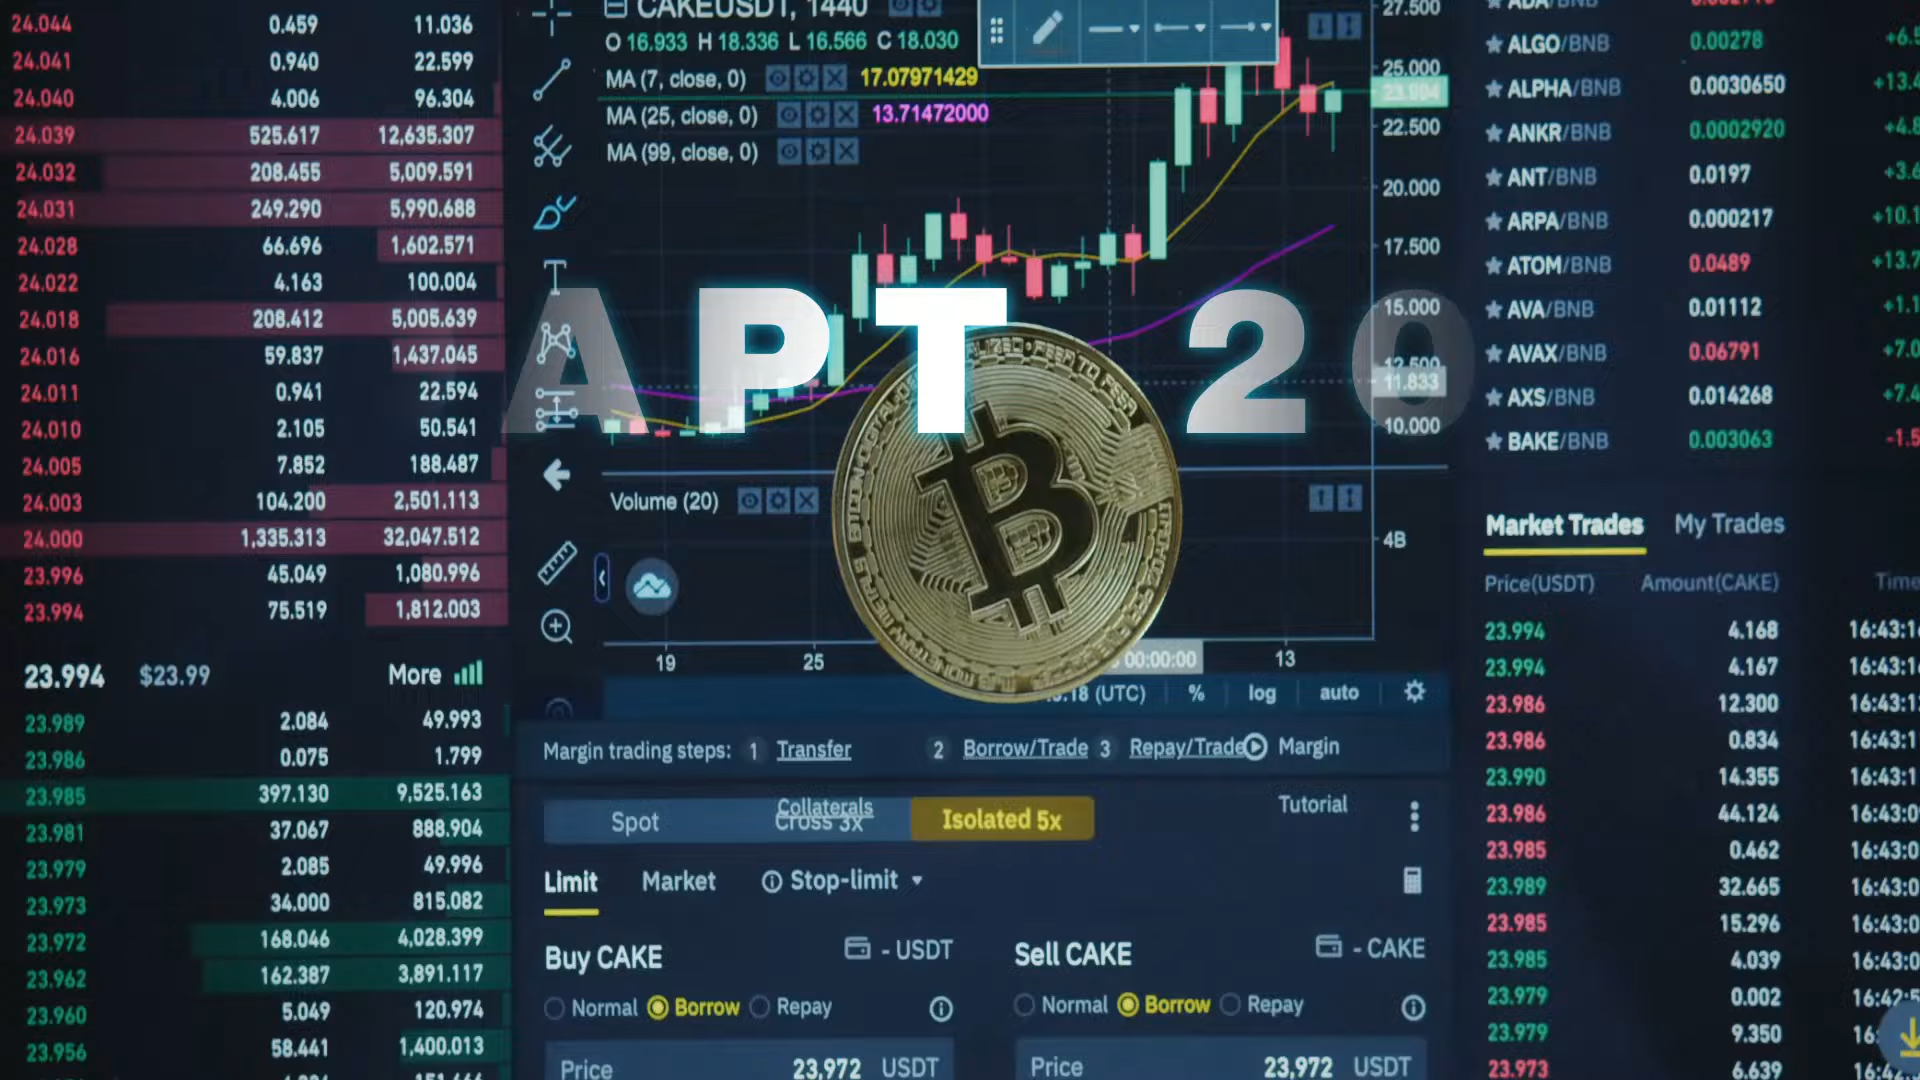 24.044 0.459 11.036
24.041 0.940 22.599
24.040 4.006 96.304
24.039 525.617 12,635.307
24.032 208.455 5,009.591
24.031 249.290 5,990.688
24.028 66.696 1,602.571
24.022 4.163 100.004
24.018 208.412 5,005.639
24.016 59.837 1,437.045
24.011 0.941 22.594
24.010 2.105 50.541
24.005 7.852 188.487
24.003 104.200 2,501.113
24.000 1,335.313 32,047.512
23.996 45.049 1,080.996
23.994 75.519 1,812.003
23.994 $23.99 More
23.989 2.084 49.993
23.986 0.075 1.799
23.985 397.130 9,525.163
23.981 37.067 888.904
23.979 2.085 49.996
23.973 34.000 815.082
23.972 168.046 4,028.399
23.962 162.387 3,891.117
23.960 5.049 120.974
23.956 58.441 1,400.013
CAKEUSDT, 1440
O 16.933 H 18.336 L 16.566 C 18.030
MA (7, close, 0) 17.07971429
MA (25, close, 0) 13.71472000
MA (99, close, 0)
27.500
25.000
23.994
22.500
20.000
17.500
15.000
12.500
11.833
10.000
APT 20
Volume (20)
4B
19 25 00:00:00 13
(UTC) % log auto
Margin trading steps: 1 Transfer 2 Borrow/Trade 3 Repay/Trade Margin
Collaterals Tutorial
Spot Cross 3x Isolated 5x
Limit Market Stop-limit
Buy CAKE - USDT Sell CAKE - CAKE
Normal Borrow Repay Normal Borrow Repay
Price 23,972 USDT Price 23,972 USDT
ADA/BNB
ALGO/BNB 0.00278
ALPHA/BNB 0.0030650
ANKR/BNB 0.0002920
ANT/BNB 0.0197
ARPA/BNB 0.000217
ATOM/BNB 0.0489
AVA/BNB 0.01112
AVAX/BNB 0.06791
AXS/BNB 0.014268
BAKE/BNB 0.003063
Market Trades My Trades
Price(USDT) Amount(CAKE) Time
23.994 4.168
23.994 4.167
23.986 12.300
23.986 0.834
23.990 14.355
23.986 44.124
23.985 0.462
23.989 32.665
23.985 15.296
23.985 4.039
23.979 0.002
23.979 9.350
23.973 6.639